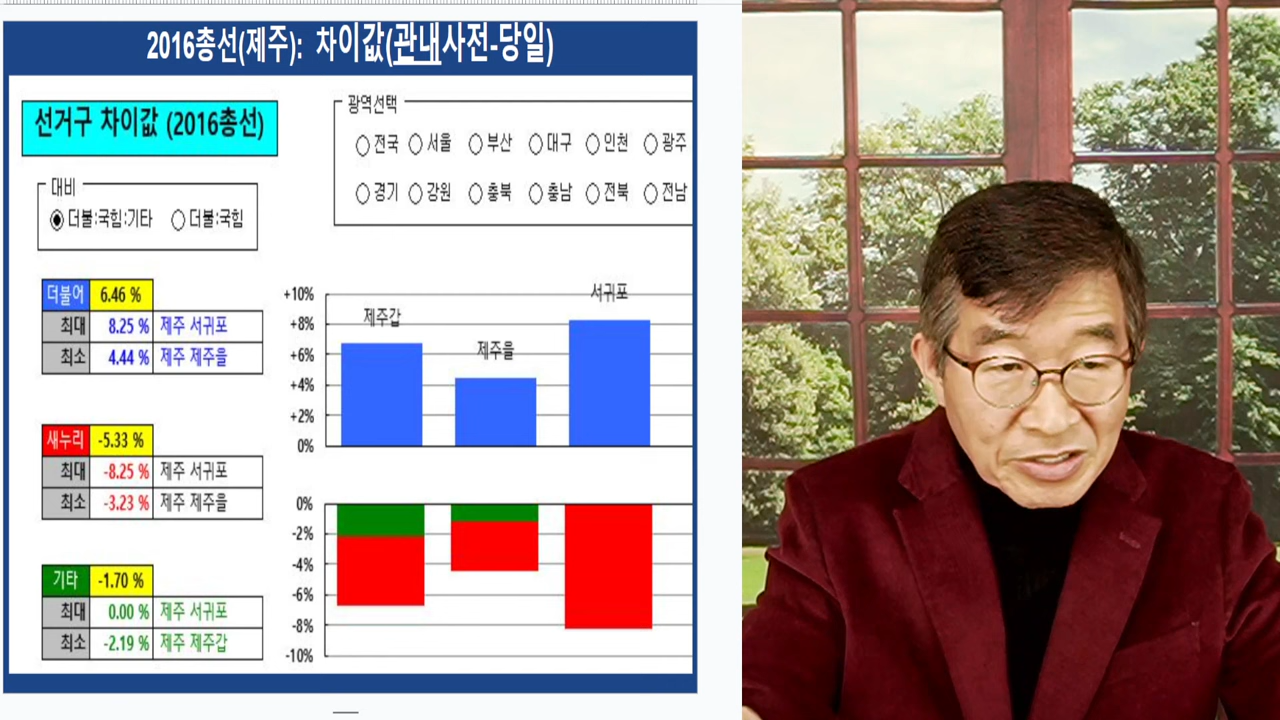 2016총선(제주): 차이값(관내사전-당일)
선거구 차이값 (2016총선)
광역선택
전국 서울 부산 대구 인천 광주
경기 강원 충북 충남 전북 전남
대비
더불:국힘:기타 더불:국힘
더불어 6.46 %
최대 8.25 % 제주 서귀포
최소 4.44 % 제주 제주을
새누리 -5.33 %
최대 -8.25 % 제주 서귀포
최소 -3.23 % 제주 제주을
기타 -1.70 %
최대 0.00 % 제주 서귀포
최소 -2.19 % 제주 제주갑
+10%
+8%
+6%
+4%
+2%
0%
제주갑
제주을
서귀포
0%
-2%
-4%
-6%
-8%
-10%